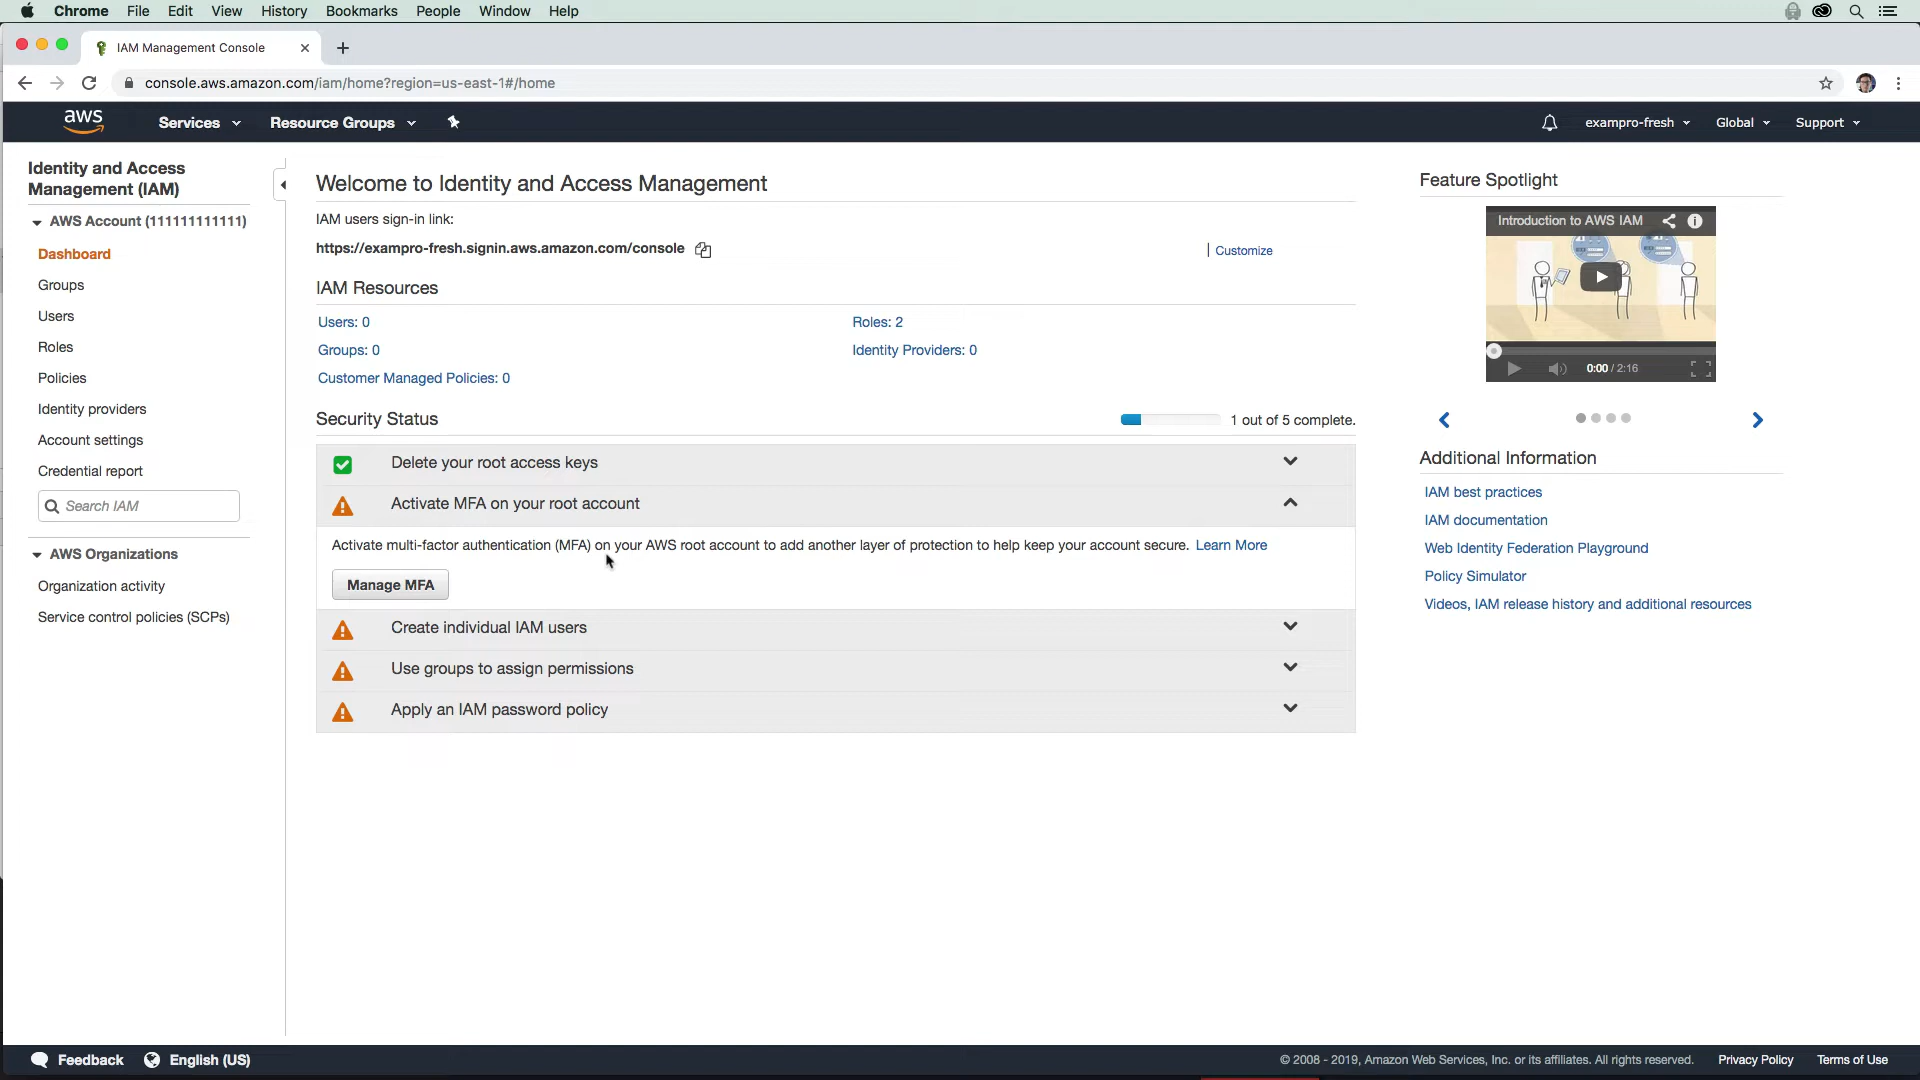 Chrome File Edit View History Bookmarks People Window Help
IAM Management Console
console.aws.amazon.com/iam/home?region=us-east-1#/home
aws Services Resource Groups exampro-fresh Global Support
Identity and Access
Management (IAM)
AWS Account (111111111111)
Dashboard
Groups
Users
Roles
Policies
Identity providers
Account settings
Credential report
Search IAM
AWS Organizations
Organization activity
Service control policies (SCPs)
Welcome to Identity and Access Management
IAM users sign-in link:
https://exampro-fresh.signin.aws.amazon.com/console
Customize
IAM Resources
Users: 0
Roles: 2
Groups: 0
Identity Providers: 0
Customer Managed Policies: 0
Security Status
1 out of 5 complete.
Delete your root access keys
Activate MFA on your root account
Activate multi-factor authentication (MFA) on your AWS root account to add another layer of protection to help keep your account secure. Learn More
Manage MFA
Create individual IAM users
Use groups to assign permissions
Apply an IAM password policy
Feature Spotlight
Introduction to AWS IAM
0:00 / 2:16
Additional Information
IAM best practices
IAM documentation
Web Identity Federation Playground
Policy Simulator
Videos, IAM release history and additional resources
Feedback English (US)
© 2008 - 2019, Amazon Web Services, Inc. or its affiliates. All rights reserved. Privacy Policy Terms of Use